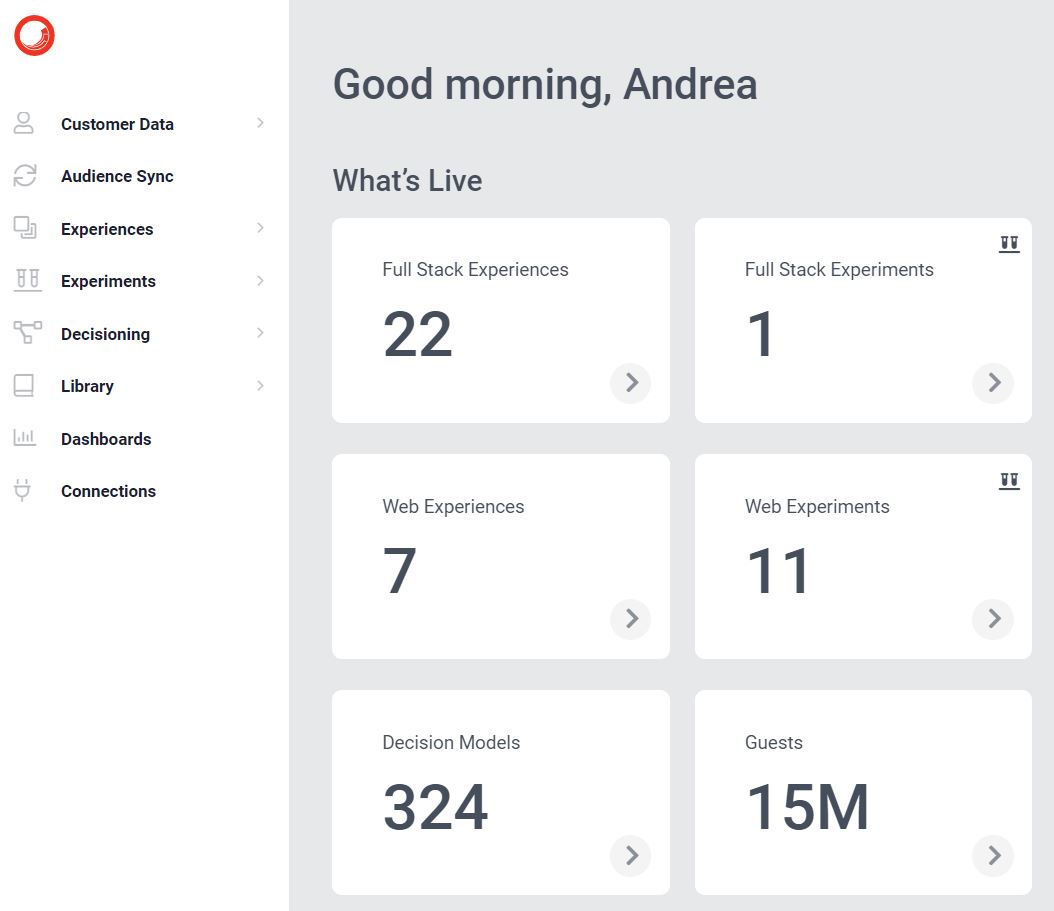 Customer Data
Audience Sync
Experiences
Experiments
Decisioning
Library
Dashboards
Connections
Good morning, Andrea
What’s Live
Full Stack Experiences
22
Full Stack Experiments
1
Web Experiences
7
Web Experiments
11
Decision Models
324
Guests
15M